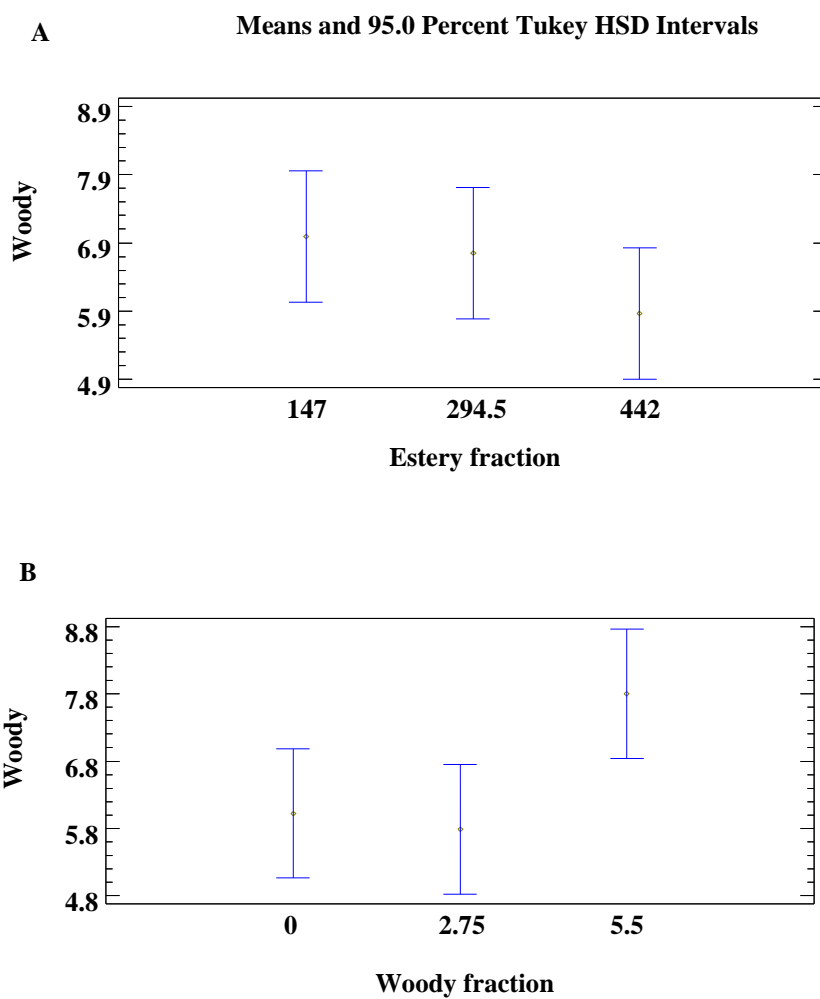 A
Means and 95.0 Percent Tukey HSD Intervals
8.9
7.9
6.9
5.9
4.9
Woody
147 294.5 442
Estery fraction
B
8.8
7.8
6.8
5.8
4.8
Woody
0 2.75 5.5
Woody fraction